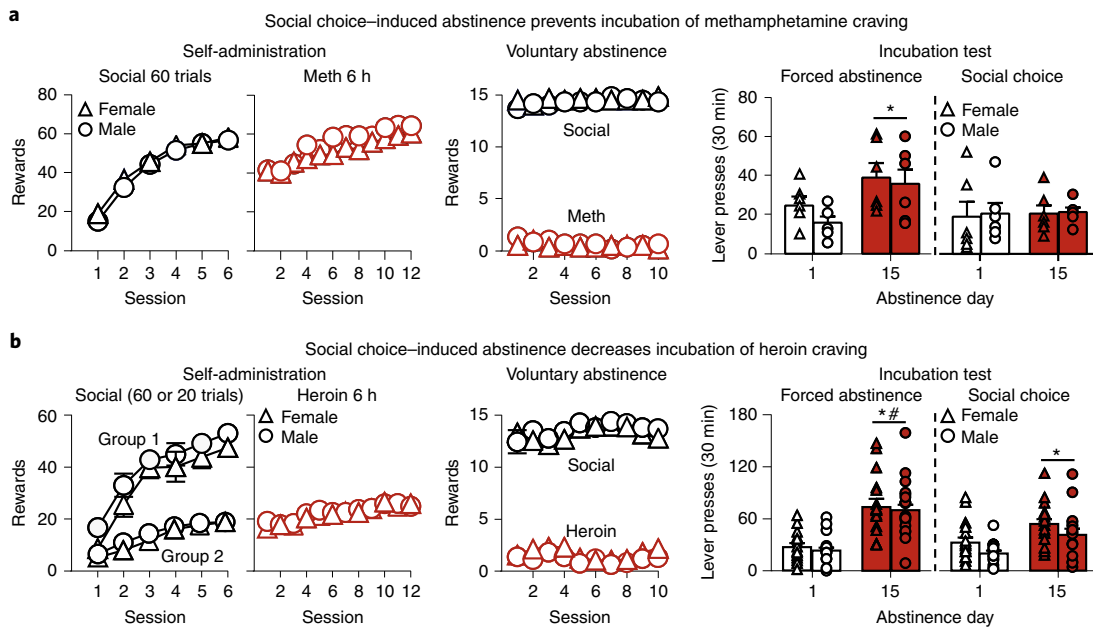 a
Social choice–induced abstinence prevents incubation of methamphetamine craving
Self-administration
Voluntary abstinence
Incubation test
Social 60 trials
Meth 6 h
Forced abstinence
Social choice
Female
Male
Rewards
80
60
40
20
0
1 2 3 4 5 6
Session
2 4 6 8 10 12
Session
Rewards
15
10
5
0
Social
Meth
2 4 6 8 10
Session
Lever presses (30 min)
80
60
40
20
0
*
Female
Male
1 15 1 15
Abstinence day
b
Social choice–induced abstinence decreases incubation of heroin craving
Self-administration
Voluntary abstinence
Incubation test
Social (60 or 20 trials)
Heroin 6 h
Forced abstinence
Social choice
Rewards
60
40
20
0
Group 1
Group 2
1 2 3 4 5 6
Session
Female
Male
2 4 6 8 10 12
Session
Rewards
15
10
5
0
Social
Heroin
2 4 6 8 10
Session
Lever presses (30 min)
180
120
60
0
* #
Female
Male
*
1 15 1 15
Abstinence day